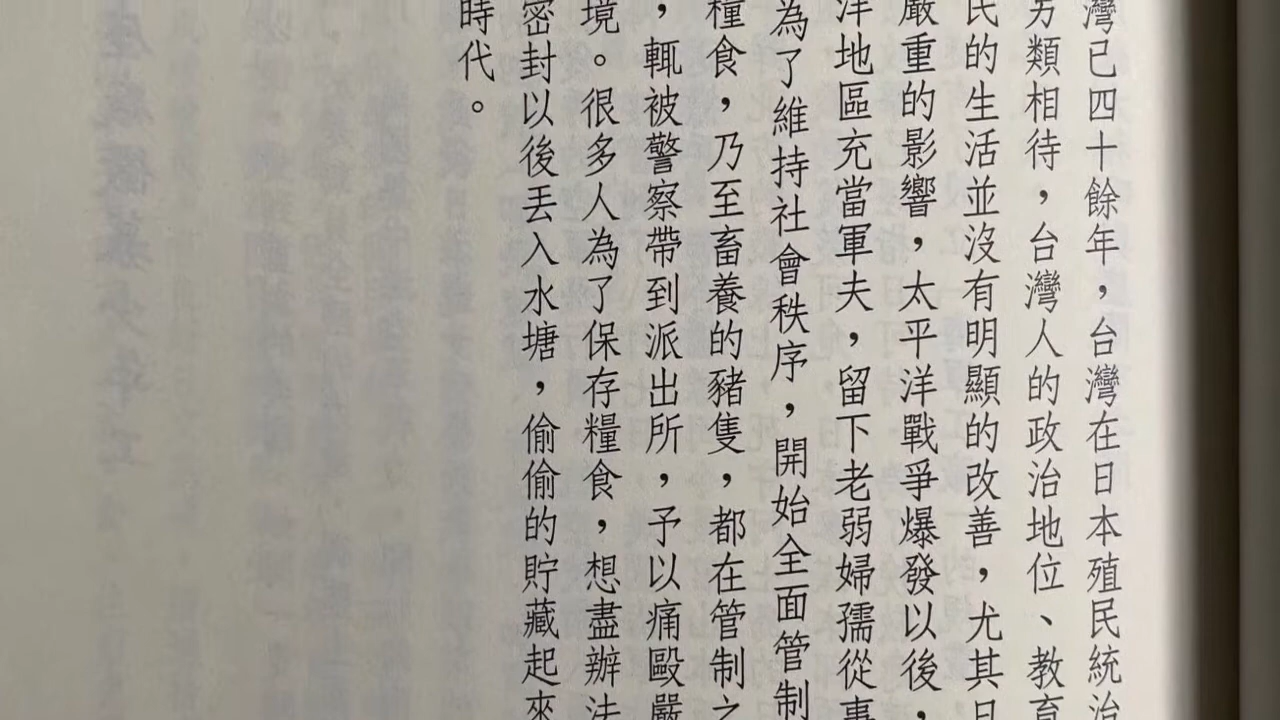 灣已四十餘年，台灣在日本殖民統治
另類相待，台灣人的政治地位、教育
民的生活並沒有明顯的改善，尤其日
嚴重的影響，太平洋戰爭爆發以後，
洋地區充當軍夫，留下老弱婦孺從事
為了維持社會秩序，開始全面管制
糧食，乃至畜養的豬隻，都在管制之
，輒被警察帶到派出所，予以痛毆嚴
境。很多人為了保存糧食，想盡辦法
密封以後丟入水塘，偷偷的貯藏起來
時代。